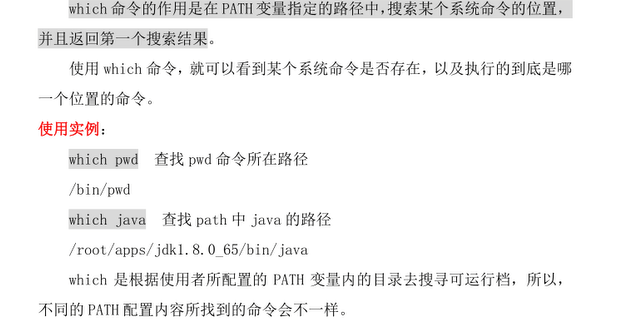 which 命令的作用是在 PATH 变量指定的路径中，搜索某个系统命令的位置，
并且返回第一个搜索结果。
使用 which 命令，就可以看到某个系统命令是否存在，以及执行的到底是哪
一个位置的命令。
使用实例：
which pwd 查找 pwd 命令所在路径
/bin/pwd
which java 查找 path 中 java 的路径
/root/apps/jdk1.8.0_65/bin/java
which 是根据使用者所配置的 PATH 变量内的目录去搜寻可运行档，所以，
不同的 PATH 配置内容所找到的命令会不一样。